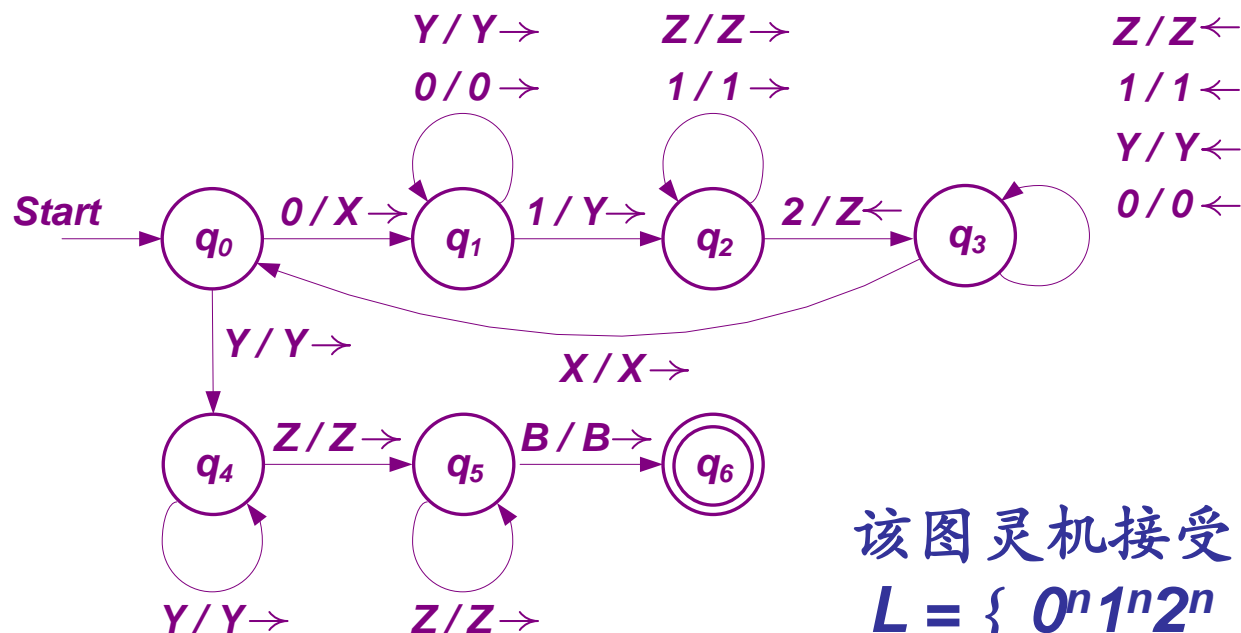 Y / Y→
0 / 0→
Z / Z→
1 / 1→
Z / Z←
1 / 1←
Y / Y←
0 / 0←
Start
q0
0 / X→
q1
1 / Y→
q2
2 / Z←
q3
Y / Y→
X / X→
q4
Z / Z→
q5
B / B→
q6
Y / Y→
Z / Z→
该图灵机接受
L = { 0ⁿ1ⁿ2ⁿ